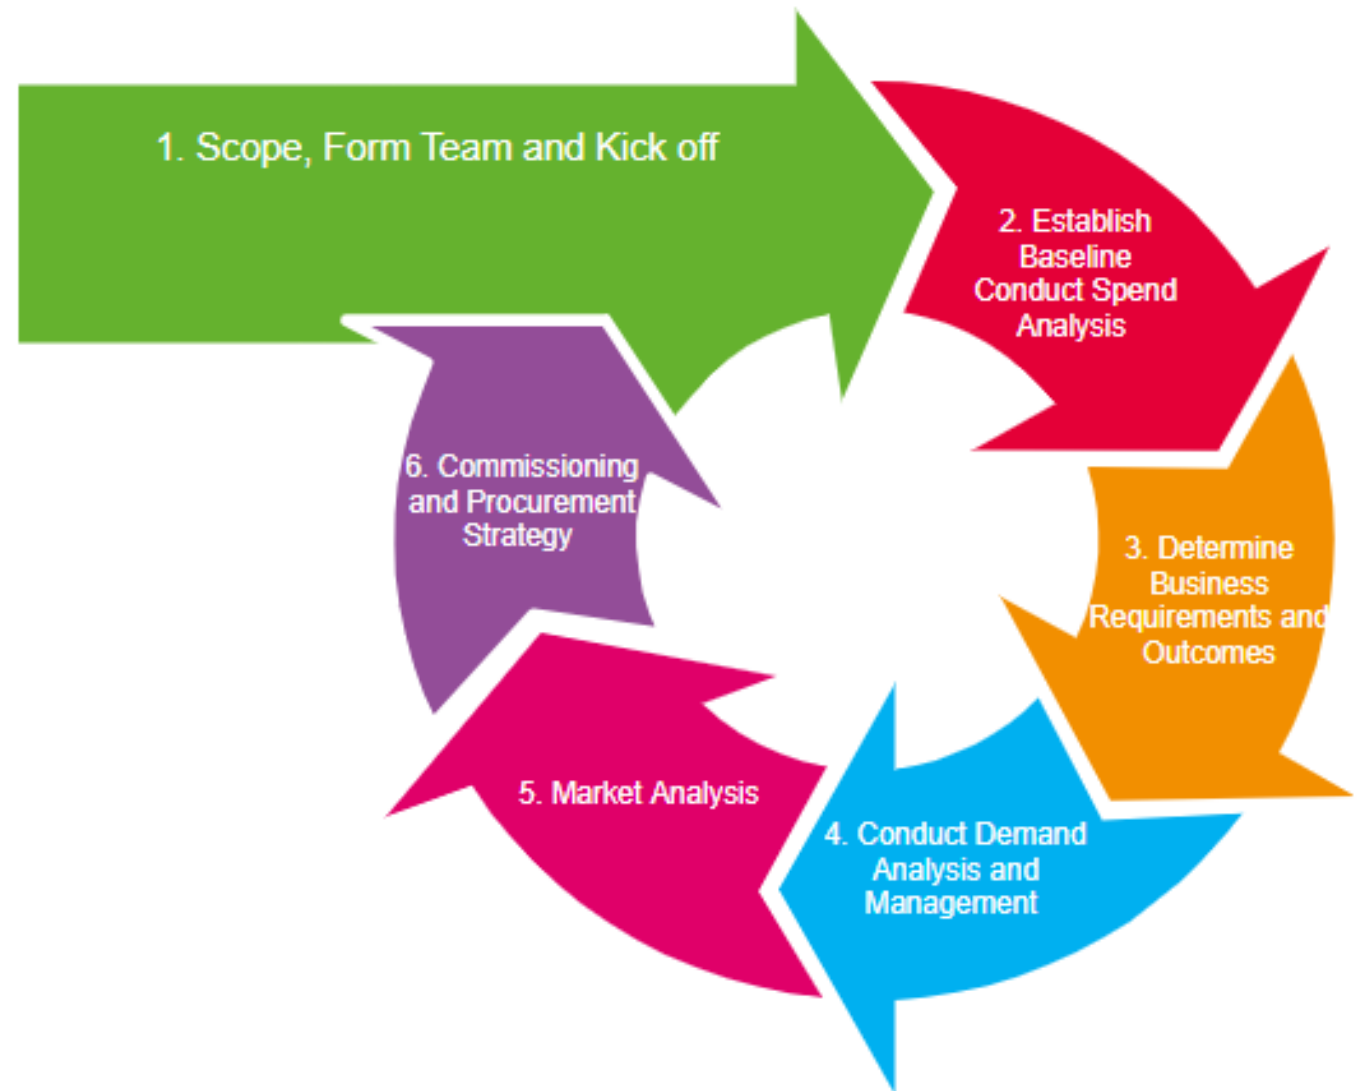 1. Scope, Form Team and Kick off
2. Establish
Baseline
Conduct Spend
Analysis
3. Determine
Business
Requirements and
Outcomes
4. Conduct Demand
Analysis and
Management
5. Market Analysis
6. Commissioning
and Procurement
Strategy